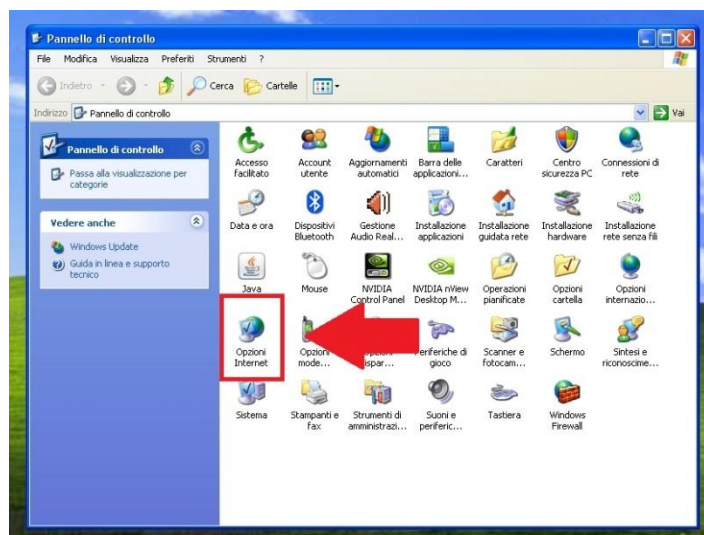 Pannello di controllo
File Modifica Visualizza Preferiti Strumenti ?
Indietro Cerca Cartelle
Indirizzo Pannello di controllo Vai
Pannello di controllo
Passa alla visualizzazione per
categorie
Vedere anche
Windows Update
Guida in linea e supporto
tecnico
Accesso
facilitato
Account
utente
Aggiornamenti
automatici
Barra delle
applicazioni...
Caratteri
Centro
sicurezza PC
Connessioni di
rete
Data e ora
Dispositivi
Bluetooth
Gestione
Audio Real...
Installazione
applicazioni
Installazione
guidata rete
Installazione
hardware
Installazione
rete senza fili
Java
Mouse
NVIDIA
Control Panel
NVIDIA nView
Desktop M...
Operazioni
pianificate
Opzioni
cartella
Opzioni
internazio...
Opzioni
Internet
Opzioni
mode...
ispar...
Periferiche di
gioco
Scanner e
fotocam...
Schermo
Sintesi e
riconoscime...
Sistema
Stampanti e
fax
Strumenti di
amministrazi...
Suoni e
periferic...
Tastiera
Windows
Firewall